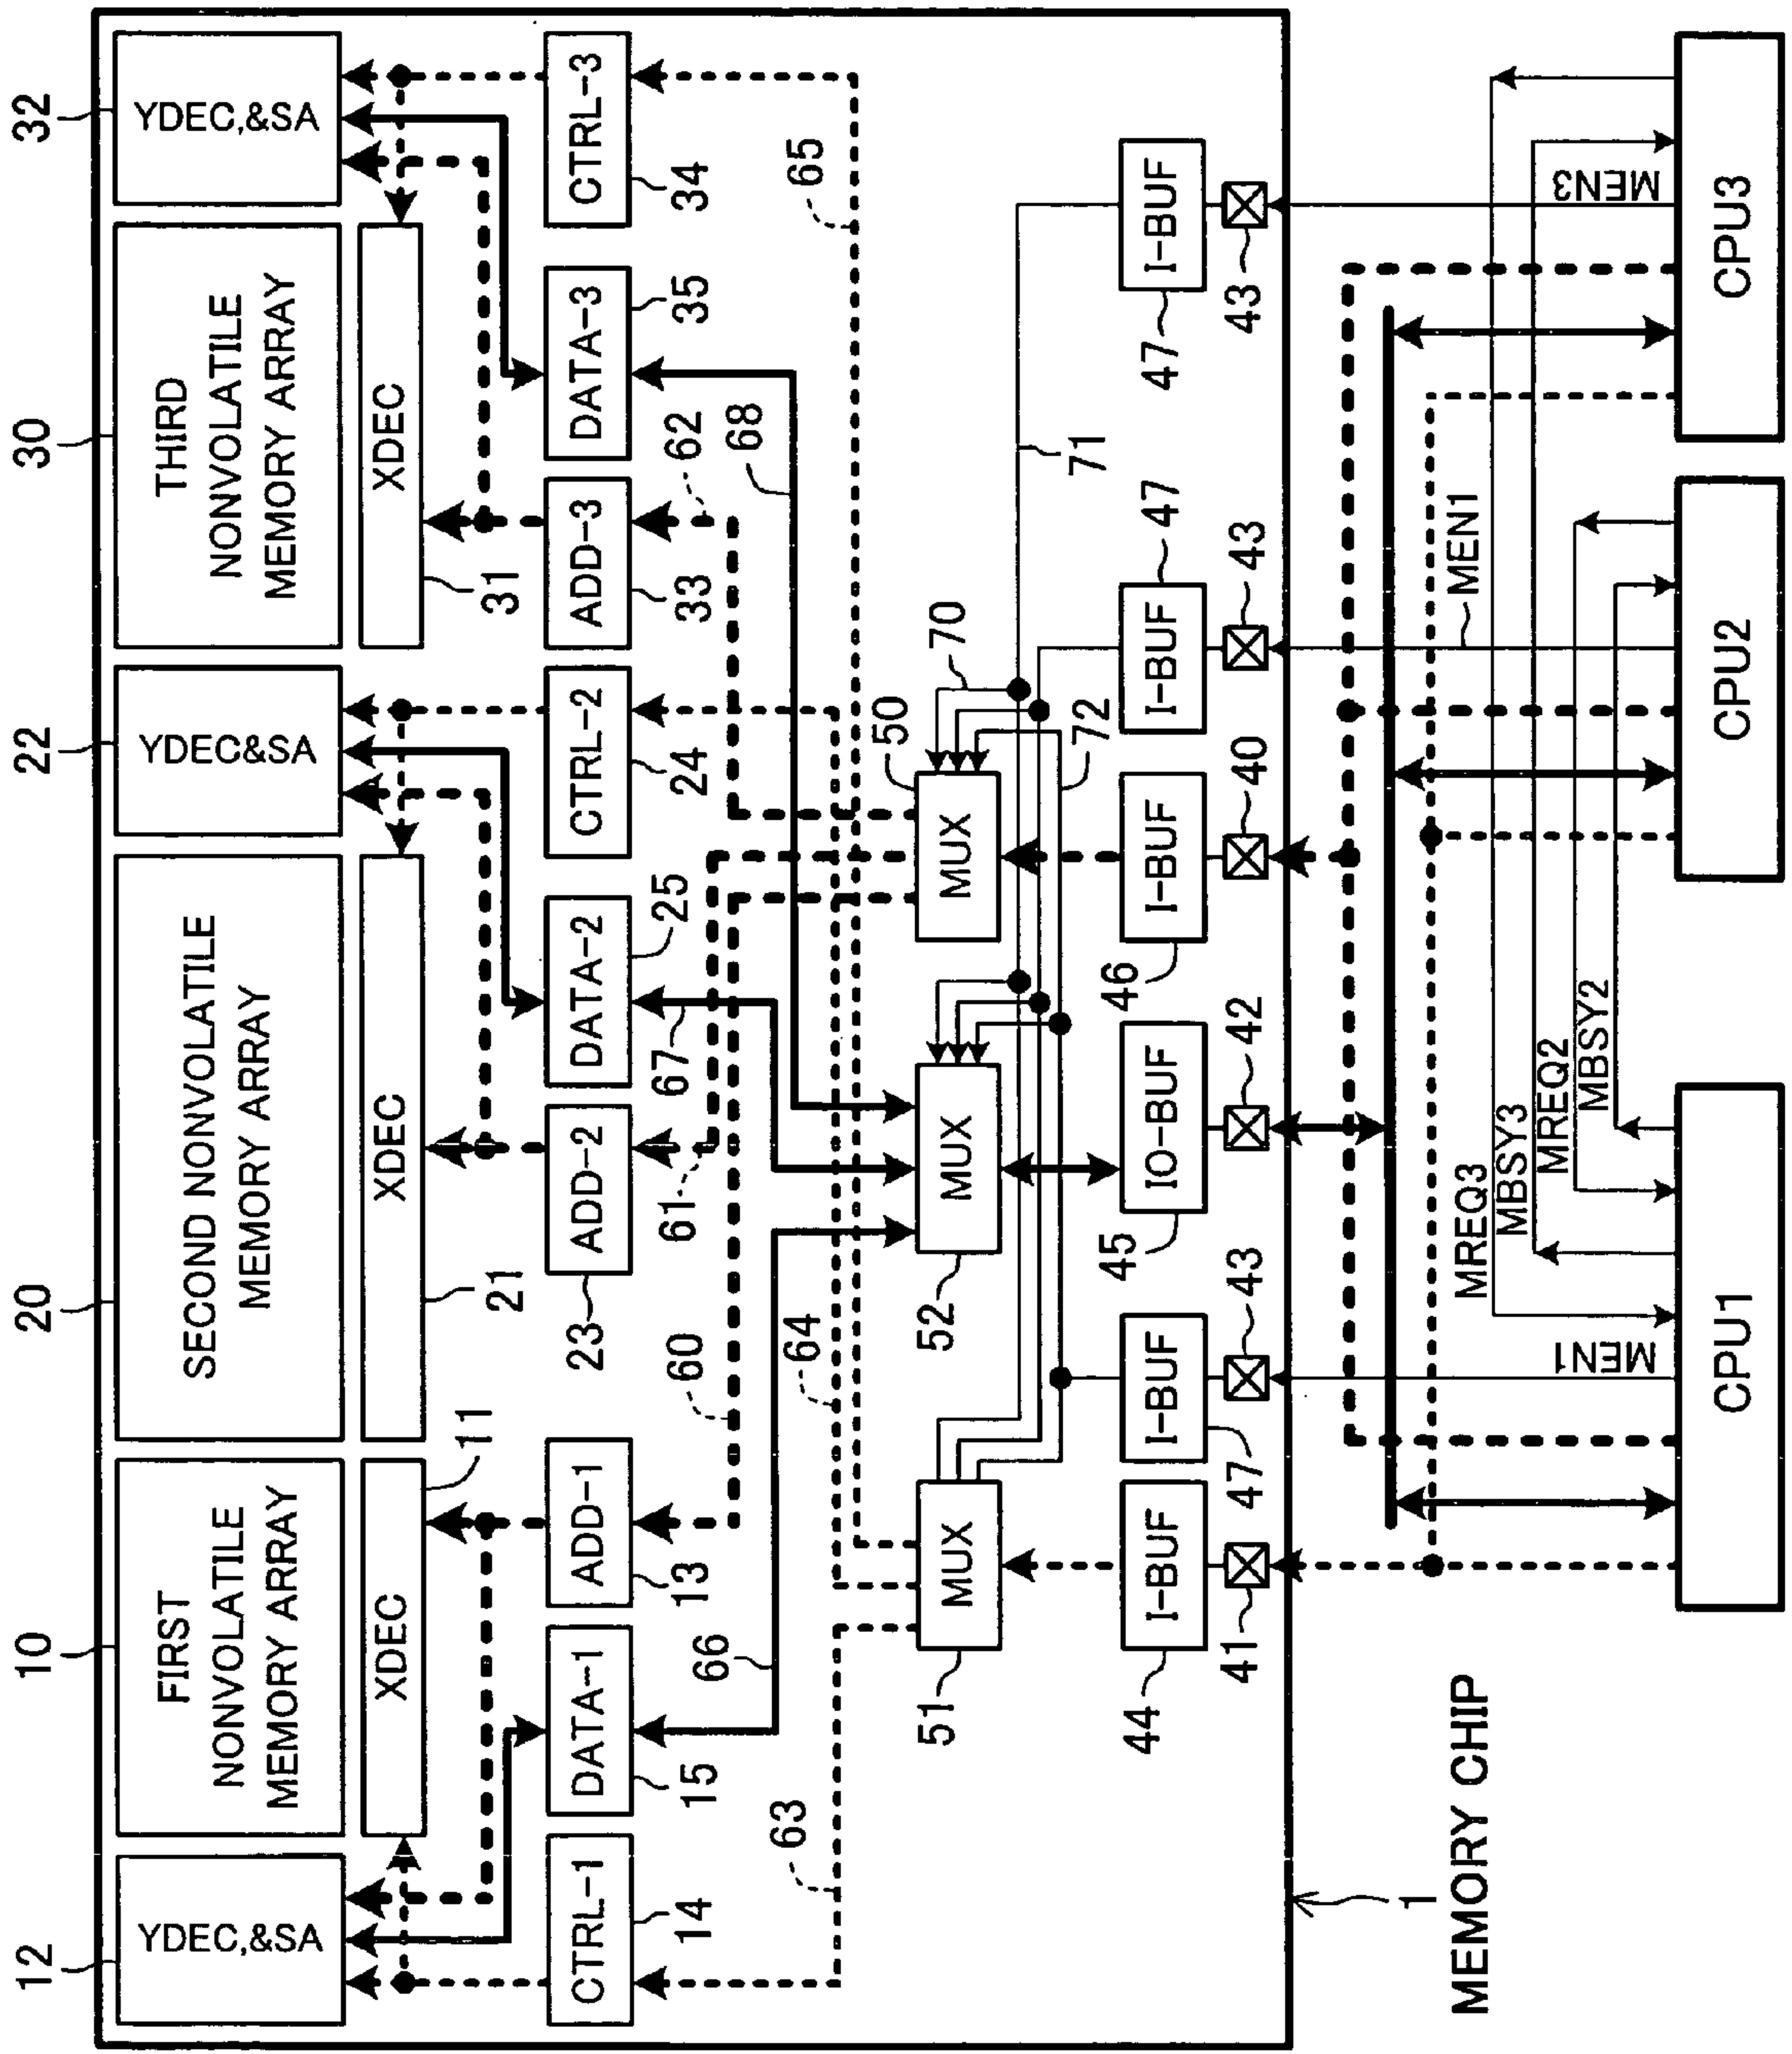 10
20
30
12
22
32
FIRST
NONVOLATILE
MEMORY ARRAY
SECOND NONVOLATILE
MEMORY ARRAY
THIRD
NONVOLATILE
MEMORY ARRAY
YDEC,&SA
YDEC&SA
YDEC,&SA
XDEC
11
XDEC
21
XDEC
31
CTRL-1
14
DATA-1
15
ADD-1
13
ADD-2
23
DATA-2
25
CTRL-2
24
ADD-3
33
DATA-3
35
CTRL-3
34
63
66
60
64
61
67
62
68
65
MUX
51
MUX
52
MUX
50
70
71
72
I-BUF
44
I-BUF
47
IO-BUF
45
I-BUF
46
I-BUF
47
I-BUF
47
41
43
42
40
43
43
1
MEMORY CHIP
MEN1
MREQ3
MBSY3
MREQ2
MBSY2
MEN1
MEN3
CPU1
CPU2
CPU3